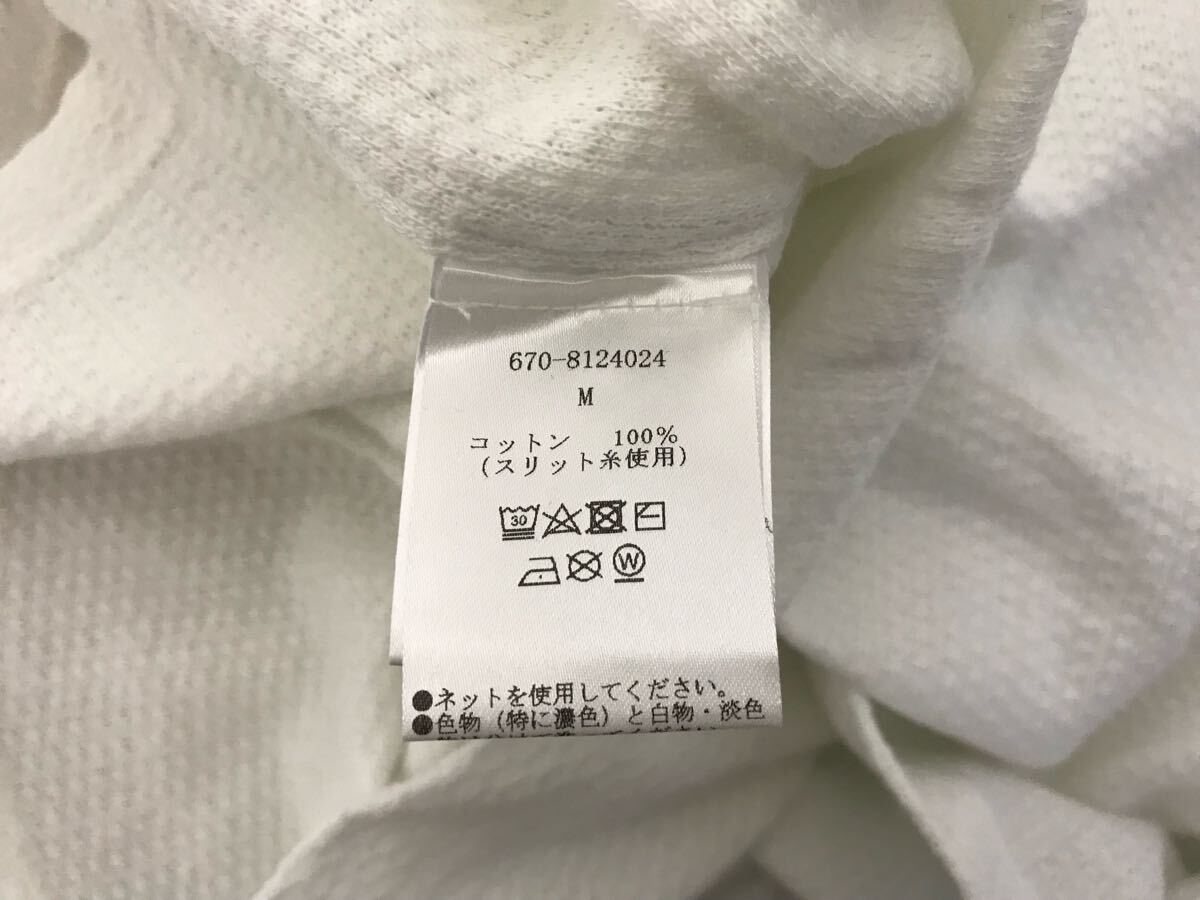 670-8124024
M
コットン 100%
(スリット糸使用)
30
W
●ネットを使用してください。
●色物(特に濃色)と白物・淡色